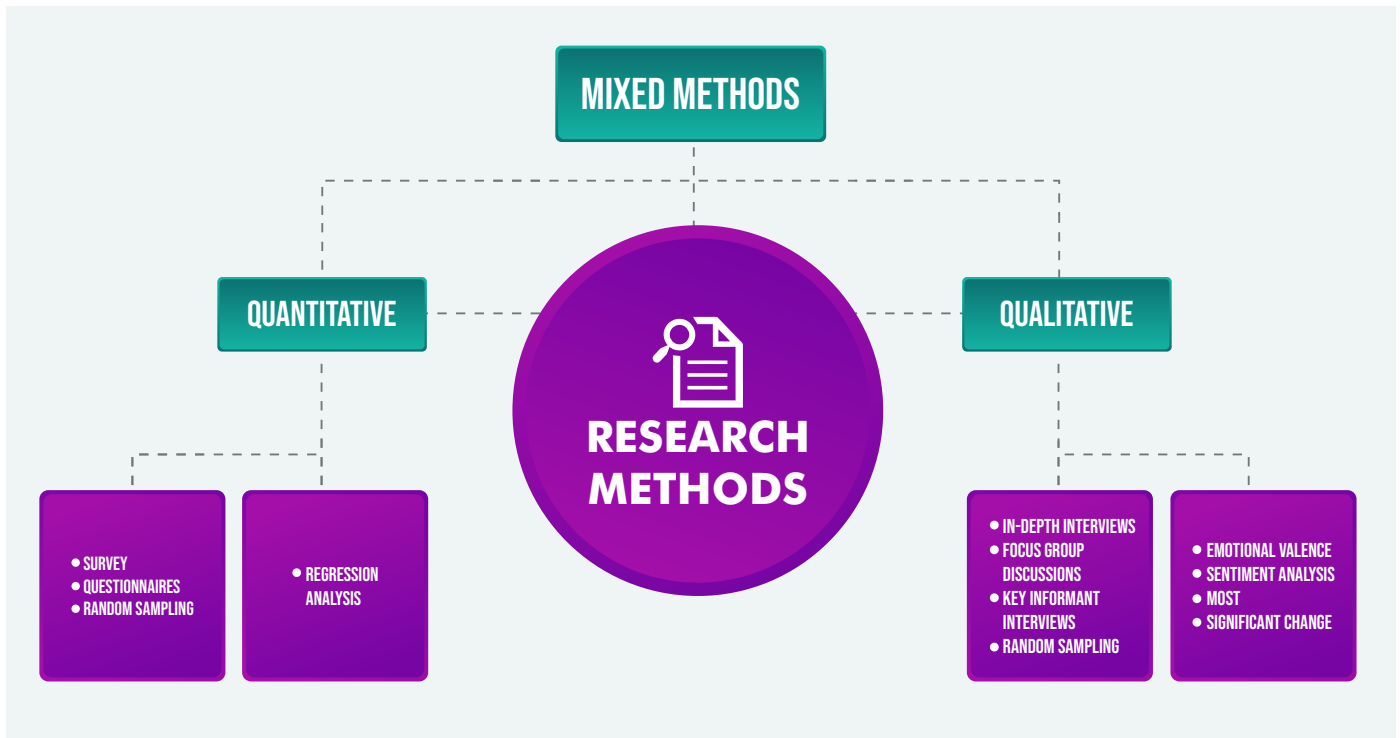 MIXED METHODS
QUANTITATIVE
QUALITATIVE
RESEARCH
METHODS
SURVEY
QUESTIONNAIRES
RANDOM SAMPLING
REGRESSION
ANALYSIS
IN-DEPTH INTERVIEWS
FOCUS GROUP
DISCUSSIONS
KEY INFORMANT
INTERVIEWS
RANDOM SAMPLING
EMOTIONAL VALENCE
SENTIMENT ANALYSIS
MOST
SIGNIFICANT CHANGE